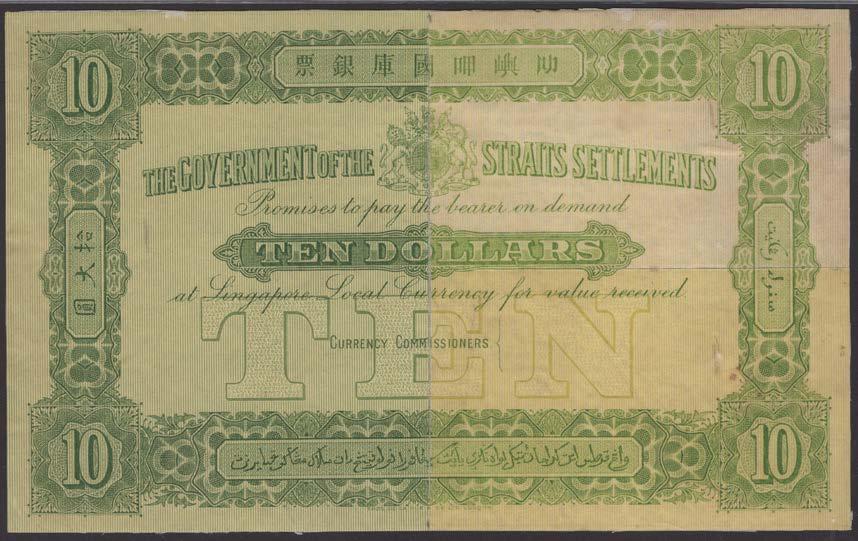 10
叻嶼呷國庫銀票
10
THE GOVERNMENT OF THE STRAITS SETTLEMENTS
Promises to pay the bearer on demand
TEN DOLLARS
at Singapore Local Currency for value received
拾大圓
TEN
CURRENCY COMMISSIONERS
10
10